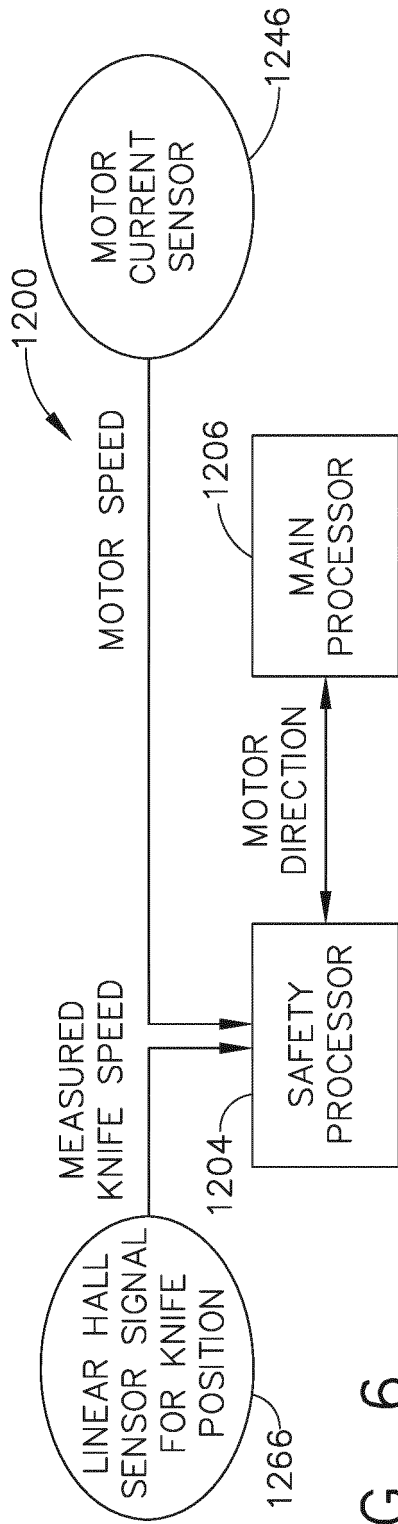 1200
LINEAR HALL
SENSOR SIGNAL
FOR KNIFE
POSITION
1266
MEASURED
KNIFE SPEED
MOTOR SPEED
MOTOR
CURRENT
SENSOR
1246
1204
SAFETY
PROCESSOR
MOTOR
DIRECTION
MAIN
PROCESSOR
1206
G 6